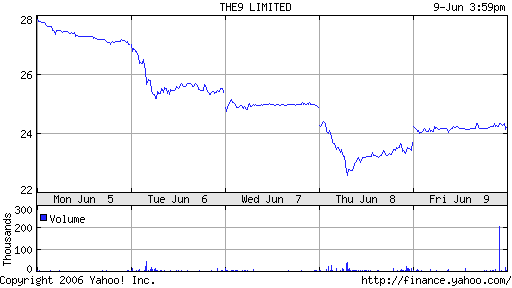 THE9 LIMITED 9-Jun 3:59pm
28
26
24
22
Mon Jun 5 Tue Jun 6 Wed Jun 7 Thu Jun 8 Fri Jun 9
300
200
100
0
Thousands
Volume
Copyright 2006 Yahoo! Inc. http://finance.yahoo.com/